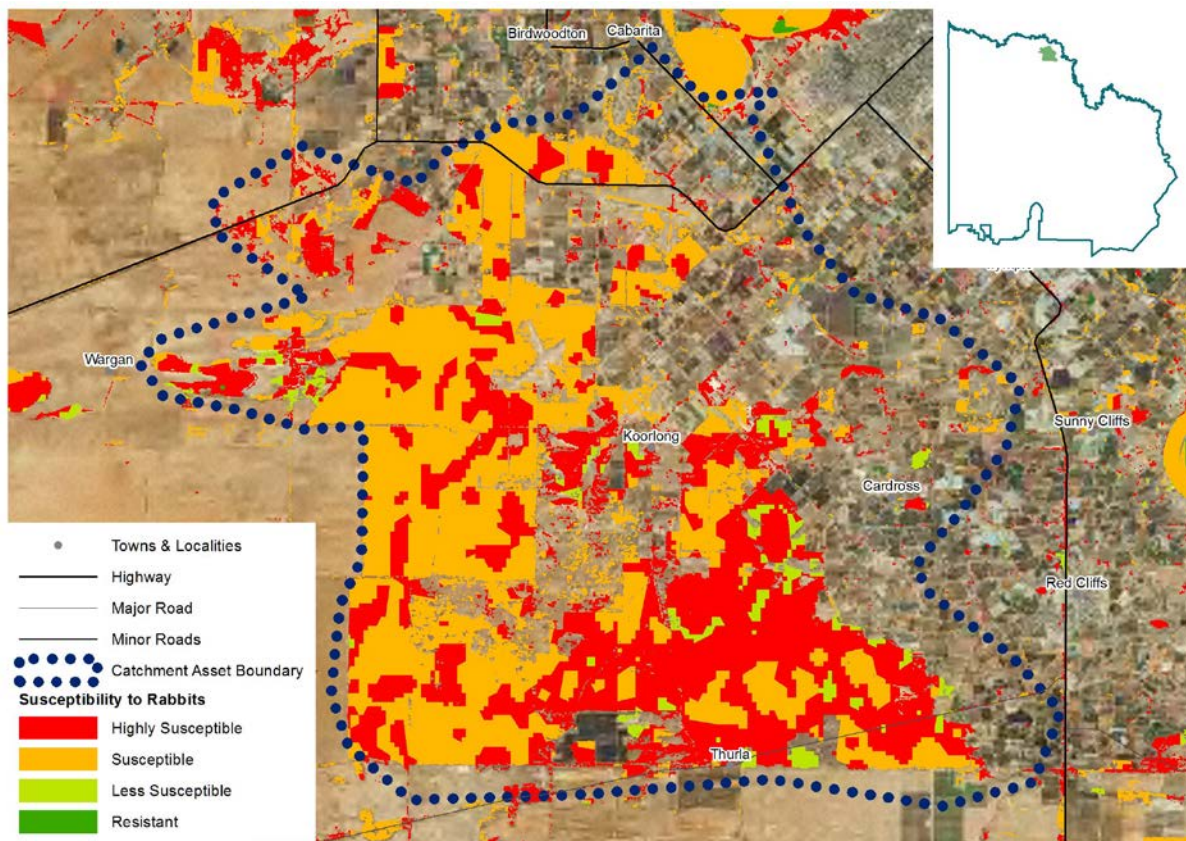 Birdwoodton
Cabarita
Wargan
Koorlong
Sunny Cliffs
Cardross
Red Cliffs
Thurla
Towns & Localities
Highway
Major Road
Minor Roads
Catchment Asset Boundary
Susceptibility to Rabbits
Highly Susceptible
Susceptible
Less Susceptible
Resistant